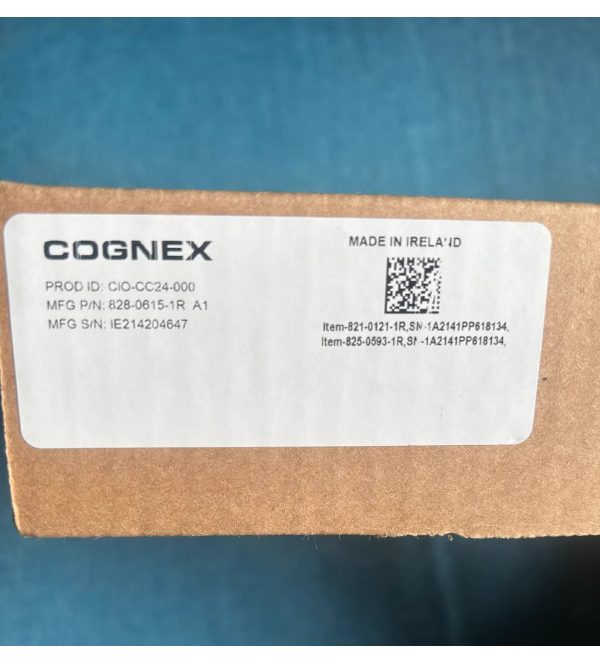 COGNEX
PROD ID: CIO-CC24-000
MFG P/N: 828-0615-1R A1
MFG S/N: IE214204647
MADE IN IRELAND
Item-821-0121-1R,SN-1A2141PP618134,
Item-825-0593-1R,SN-1A2141PP618134,